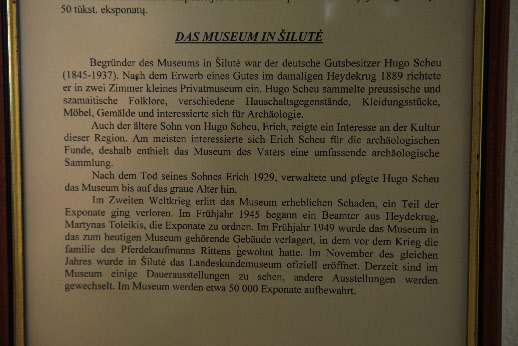 50 tūkst. eksponatų.
DAS MUSEUM IN ŠILUTĖ
Begründer des Museums in Šilutė war der deutsche Gutsbesitzer Hugo Scheu
(1845-1937). Nach dem Erwerb eines Gutes im damaligen Heydekrug 1889 richtete
er in zwei Zimmer kleines Privatmuseum ein. Hugo Scheu sammelte preussische und
szamaitische Folklore, verschiedene Hauschaltsgegenstände, Kleidungsstücke,
Möbel, Gemälde und interessierte sich für Archäologie.
Auch der ältere Sohn von Hugo Scheu, Erich, zeigte ein Interesse an der Kultur
dieser Region. Am meisten interessierte sich Erich Scheu für die archäologischen
Funde, deshalb enthielt das Museum des Vaters eine umfassende archäologische
Sammlung.
Nach dem Tod seines Sohnes Erich 1929, verwaltete und pfegte Hugo Scheu
das Museum bis auf das graue Alter hin.
Im Zweiten Weltkrieg erlitt das Museum erheblichen Schaden, ein Teil der
Exponate ging verloren. Im Frühjahr 1945 begann ein Beamter aus Heydekrug,
Martynas Toleikis, die Exponate zu ordnen. Im Frühjahr 1949 wurde das Museum in
das zum heutigen Museum gehörende Gebäude verlagert, in dem vor dem Krieg die
familie des Pferdekaufmanns Rittens gewohnt hatte. Im November des gleichen
Jahres wurde in Šilutė das Landeskundemuseum ofiziell eröffnet. Derzeit sind im
Museum einige Dauerausstellungen zu sehen, andere Ausstellungen werden
gewechselt. Im Museum werden etwa 50 000 Exponate aufbewahrt.